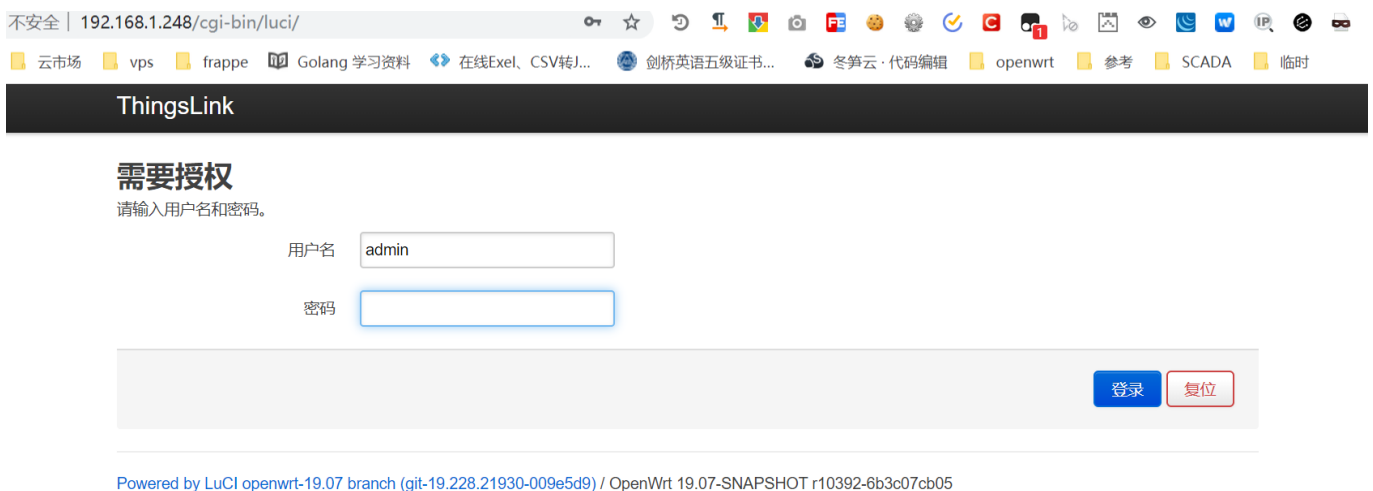 不安全 | 192.168.1.248/cgi-bin/luci/
云市场 vps frappe Golang 学习资料 在线Exel、CSV转J... 剑桥英语五级证书... 冬笋云·代码编辑 openwrt 参考 SCADA 临时
ThingsLink
需要授权
请输入用户名和密码。
用户名 admin
密码
登录 复位
Powered by LuCI openwrt-19.07 branch (git-19.228.21930-009e5d9) / OpenWrt 19.07-SNAPSHOT r10392-6b3c07cb05